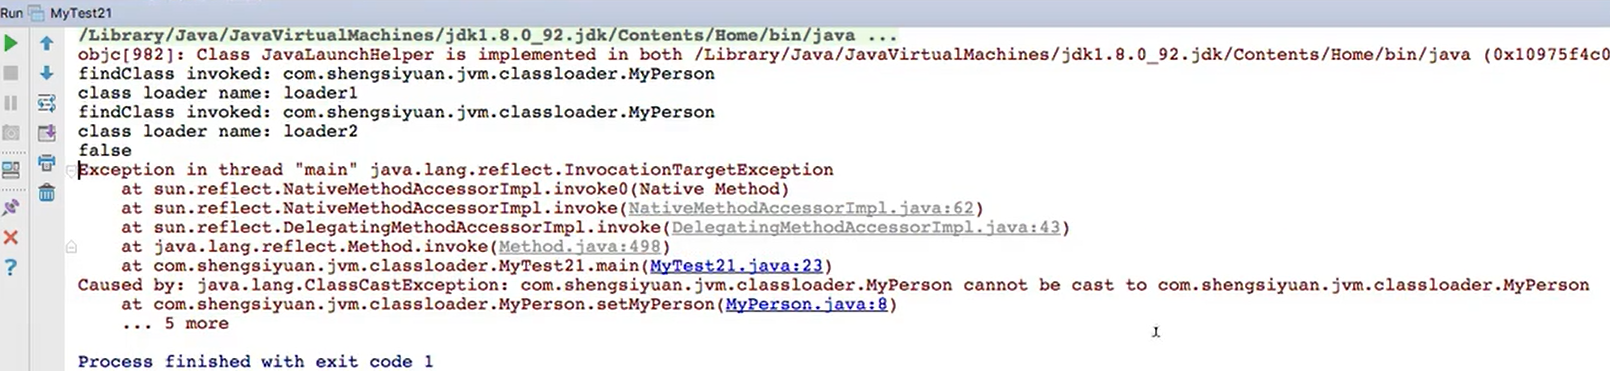 Run MyTest21
/Library/Java/JavaVirtualMachines/jdk1.8.0_92.jdk/Contents/Home/bin/java ...
objc[982]: Class JavaLaunchHelper is implemented in both /Library/Java/JavaVirtualMachines/jdk1.8.0_92.jdk/Contents/Home/bin/java (0x10975f4c0
findClass invoked: com.shengsiyuan.jvm.classloader.MyPerson
class loader name: loader1
findClass invoked: com.shengsiyuan.jvm.classloader.MyPerson
class loader name: loader2
false
Exception in thread "main" java.lang.reflect.InvocationTargetException
at sun.reflect.NativeMethodAccessorImpl.invoke0(Native Method)
at sun.reflect.NativeMethodAccessorImpl.invoke(NativeMethodAccessorImpl.java:62)
at sun.reflect.DelegatingMethodAccessorImpl.invoke(DelegatingMethodAccessorImpl.java:43)
at java.lang.reflect.Method.invoke(Method.java:498)
at com.shengsiyuan.jvm.classloader.MyTest21.main(MyTest21.java:23)
Caused by: java.lang.ClassCastException: com.shengsiyuan.jvm.classloader.MyPerson cannot be cast to com.shengsiyuan.jvm.classloader.MyPerson
at com.shengsiyuan.jvm.classloader.MyPerson.setMyPerson(MyPerson.java:8)
... 5 more
Process finished with exit code 1